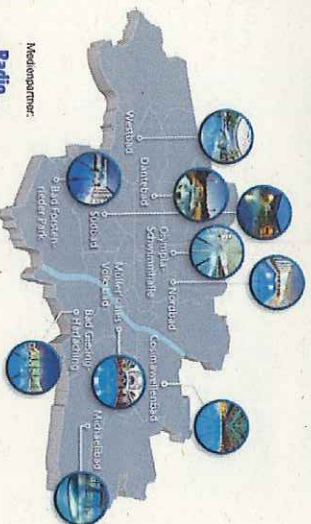 Westbad
Dantebad
Olympia-
Schwimmhalle
Nordbad
Cosimawellenbad
Südbad
Bad Forsten-
rieder Park
Müller'sches
Volksbad
Bad Giesing-
Harlaching
Michaelibad
Medienpartner:
Radio